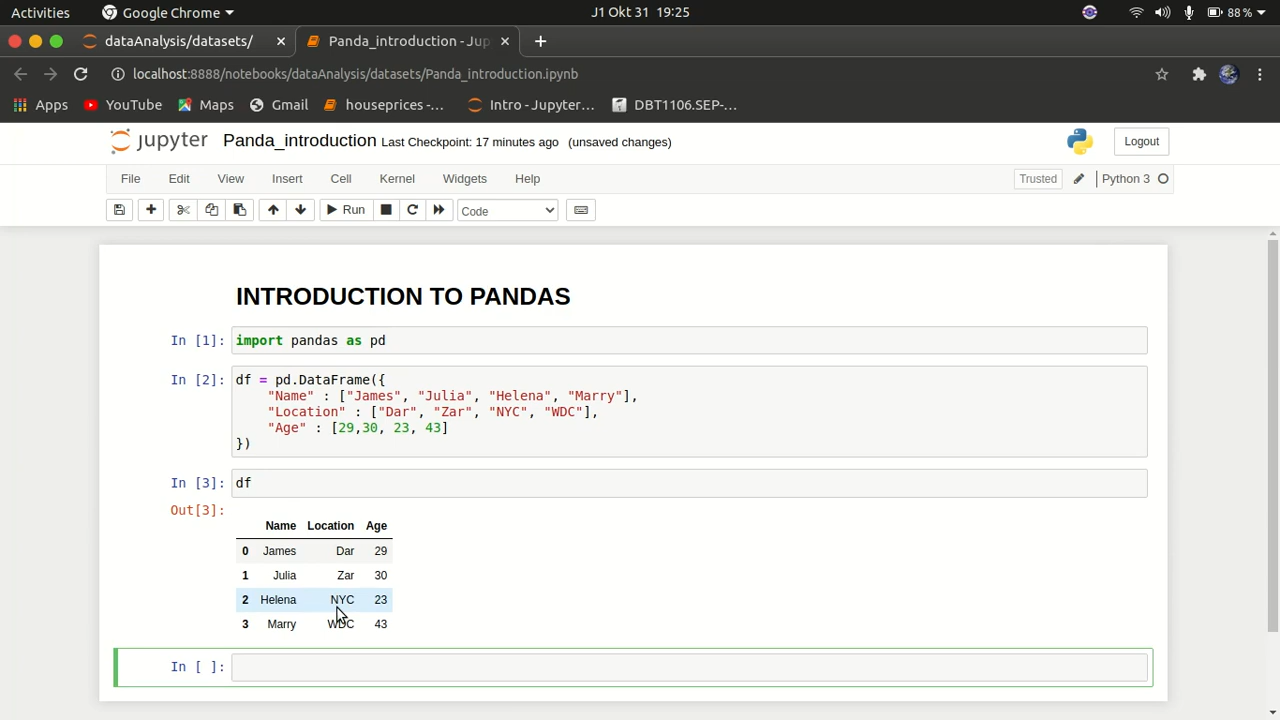 Activities Google Chrome J1 Okt 31 19:25 88 %
dataAnalysis/datasets/ Panda_introduction - Jup
localhost:8888/notebooks/dataAnalysis/datasets/Panda_introduction.ipynb
Apps YouTube Maps Gmail houseprices -... Intro - Jupyter... DBT1106.SEP-...
jupyter Panda_introduction Last Checkpoint: 17 minutes ago (unsaved changes) Logout
File Edit View Insert Cell Kernel Widgets Help Trusted Python 3
Run Code
INTRODUCTION TO PANDAS
In [1]: import pandas as pd
In [2]: df = pd.DataFrame({
"Name" : ["James", "Julia", "Helena", "Marry"],
"Location" : ["Dar", "Zar", "NYC", "WDC"],
"Age" : [29,30, 23, 43]
})
In [3]: df
Out[3]:
Name Location Age
0 James Dar 29
1 Julia Zar 30
2 Helena NYC 23
3 Marry WDC 43
In [ ]: